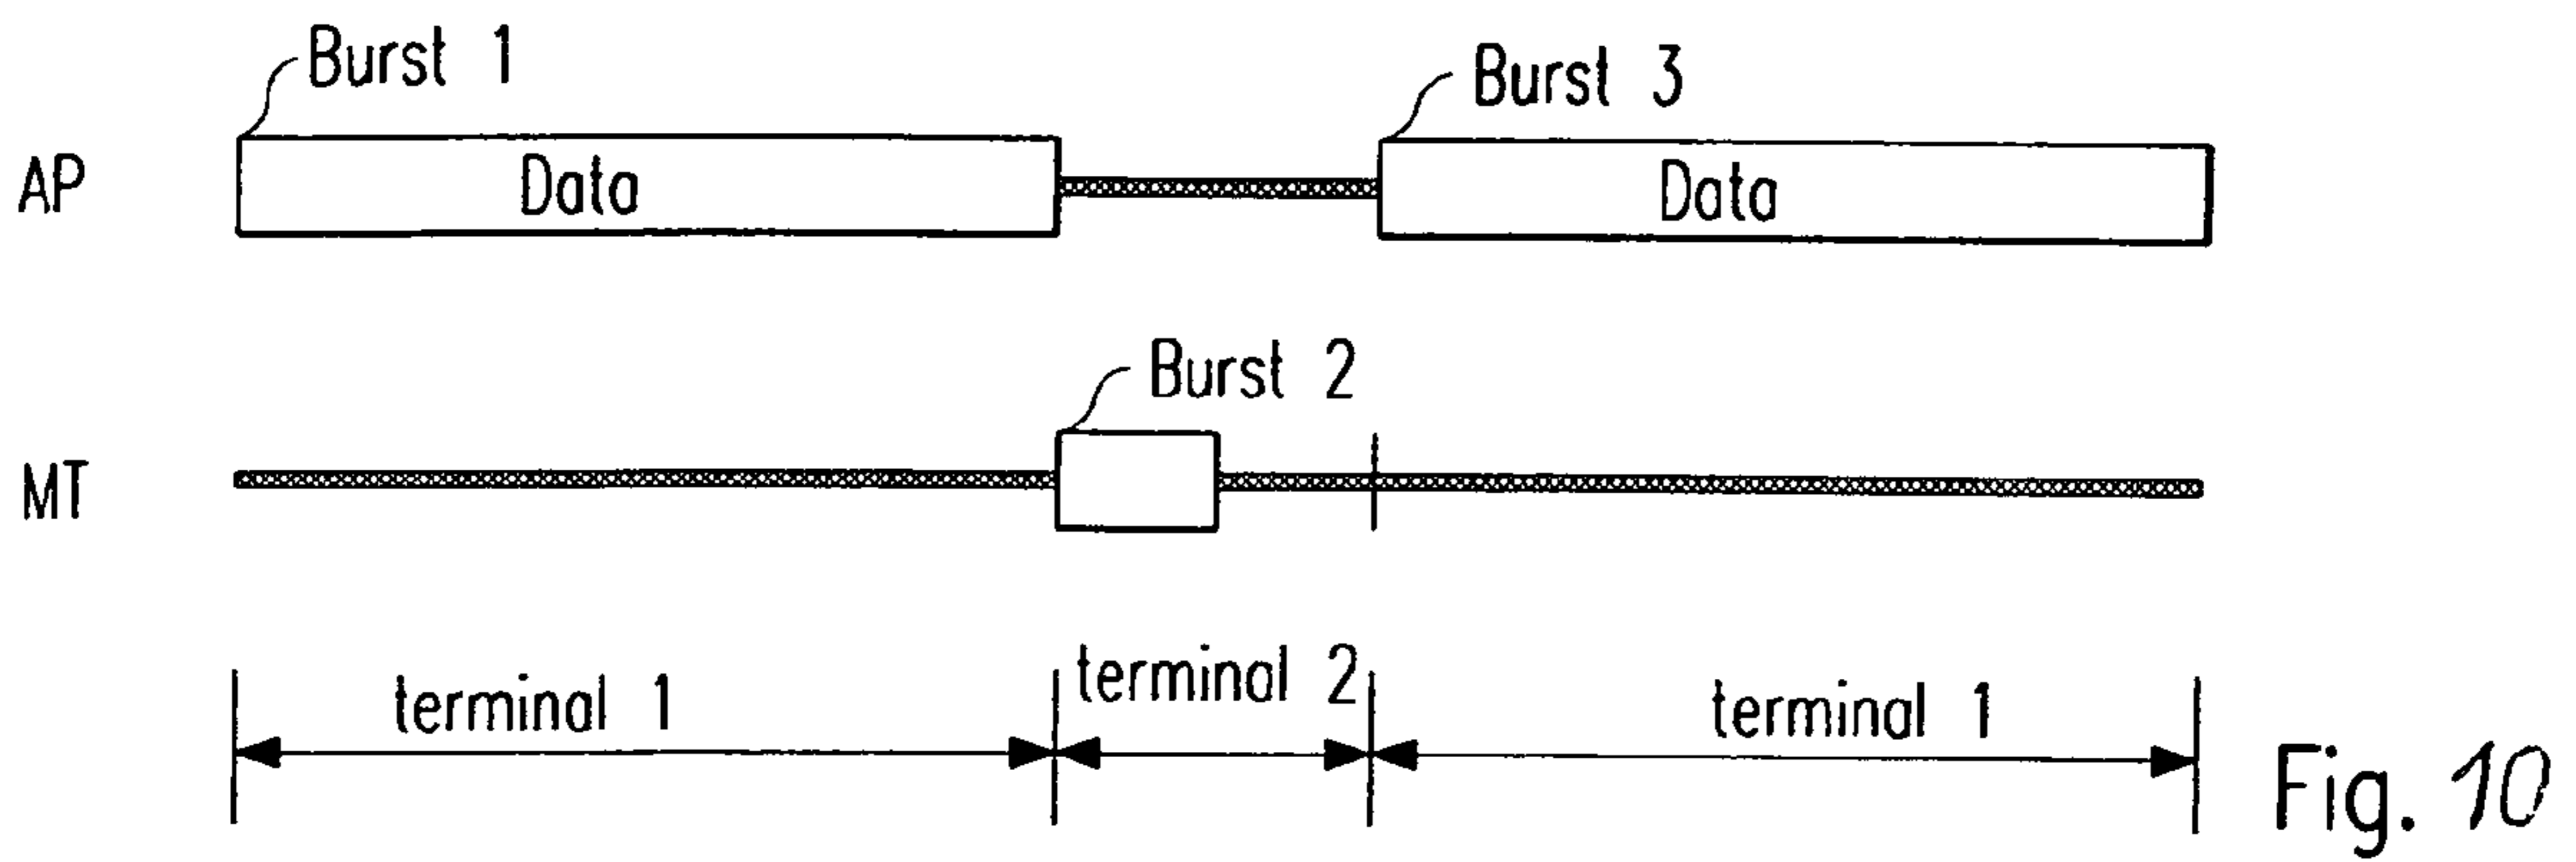 Burst 1
Burst 3
AP
Data
Data
Burst 2
MT
terminal 1
terminal 2
terminal 1
Fig. 10